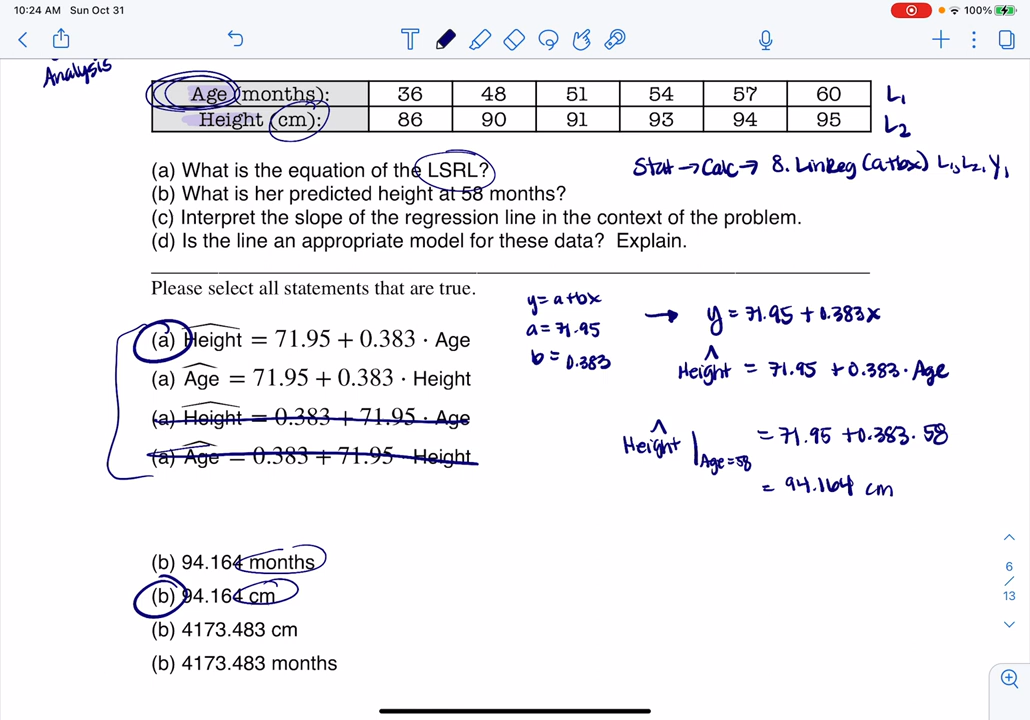 10:24 AM Sun Oct 31
100%
Analysis
Age (months): 36 48 51 54 57 60 L1
Height (cm): 86 90 91 93 94 95 L2
(a) What is the equation of the LSRL?
Stat → Calc → 8. LinReg (a+bx) L1, L2, Y1
(b) What is her predicted height at 58 months?
(c) Interpret the slope of the regression line in the context of the problem.
(d) Is the line an appropriate model for these data? Explain.
Please select all statements that are true.
y = a+bx
a = 71.95
b = 0.383
→ ŷ = 71.95 + 0.383x
(a) Height^ = 71.95 + 0.383 · Age
Height^ = 71.95 + 0.383 · Age
(a) Age^ = 71.95 + 0.383 · Height
(a) Height^ = 0.383 + 71.95 · Age
Height^ | Age = 58 = 71.95 + 0.383 · 58
(a) Age^ = 0.383 + 71.95 · Height
= 94.164 cm
(b) 94.164 months
(b) 94.164 cm
(b) 4173.483 cm
(b) 4173.483 months
6
/
13